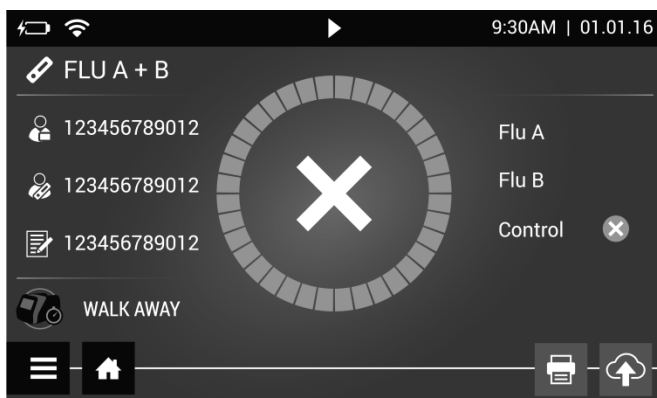 9:30AM | 01.01.16
FLU A + B
123456789012
123456789012
123456789012
WALK AWAY
Flu A
Flu B
Control